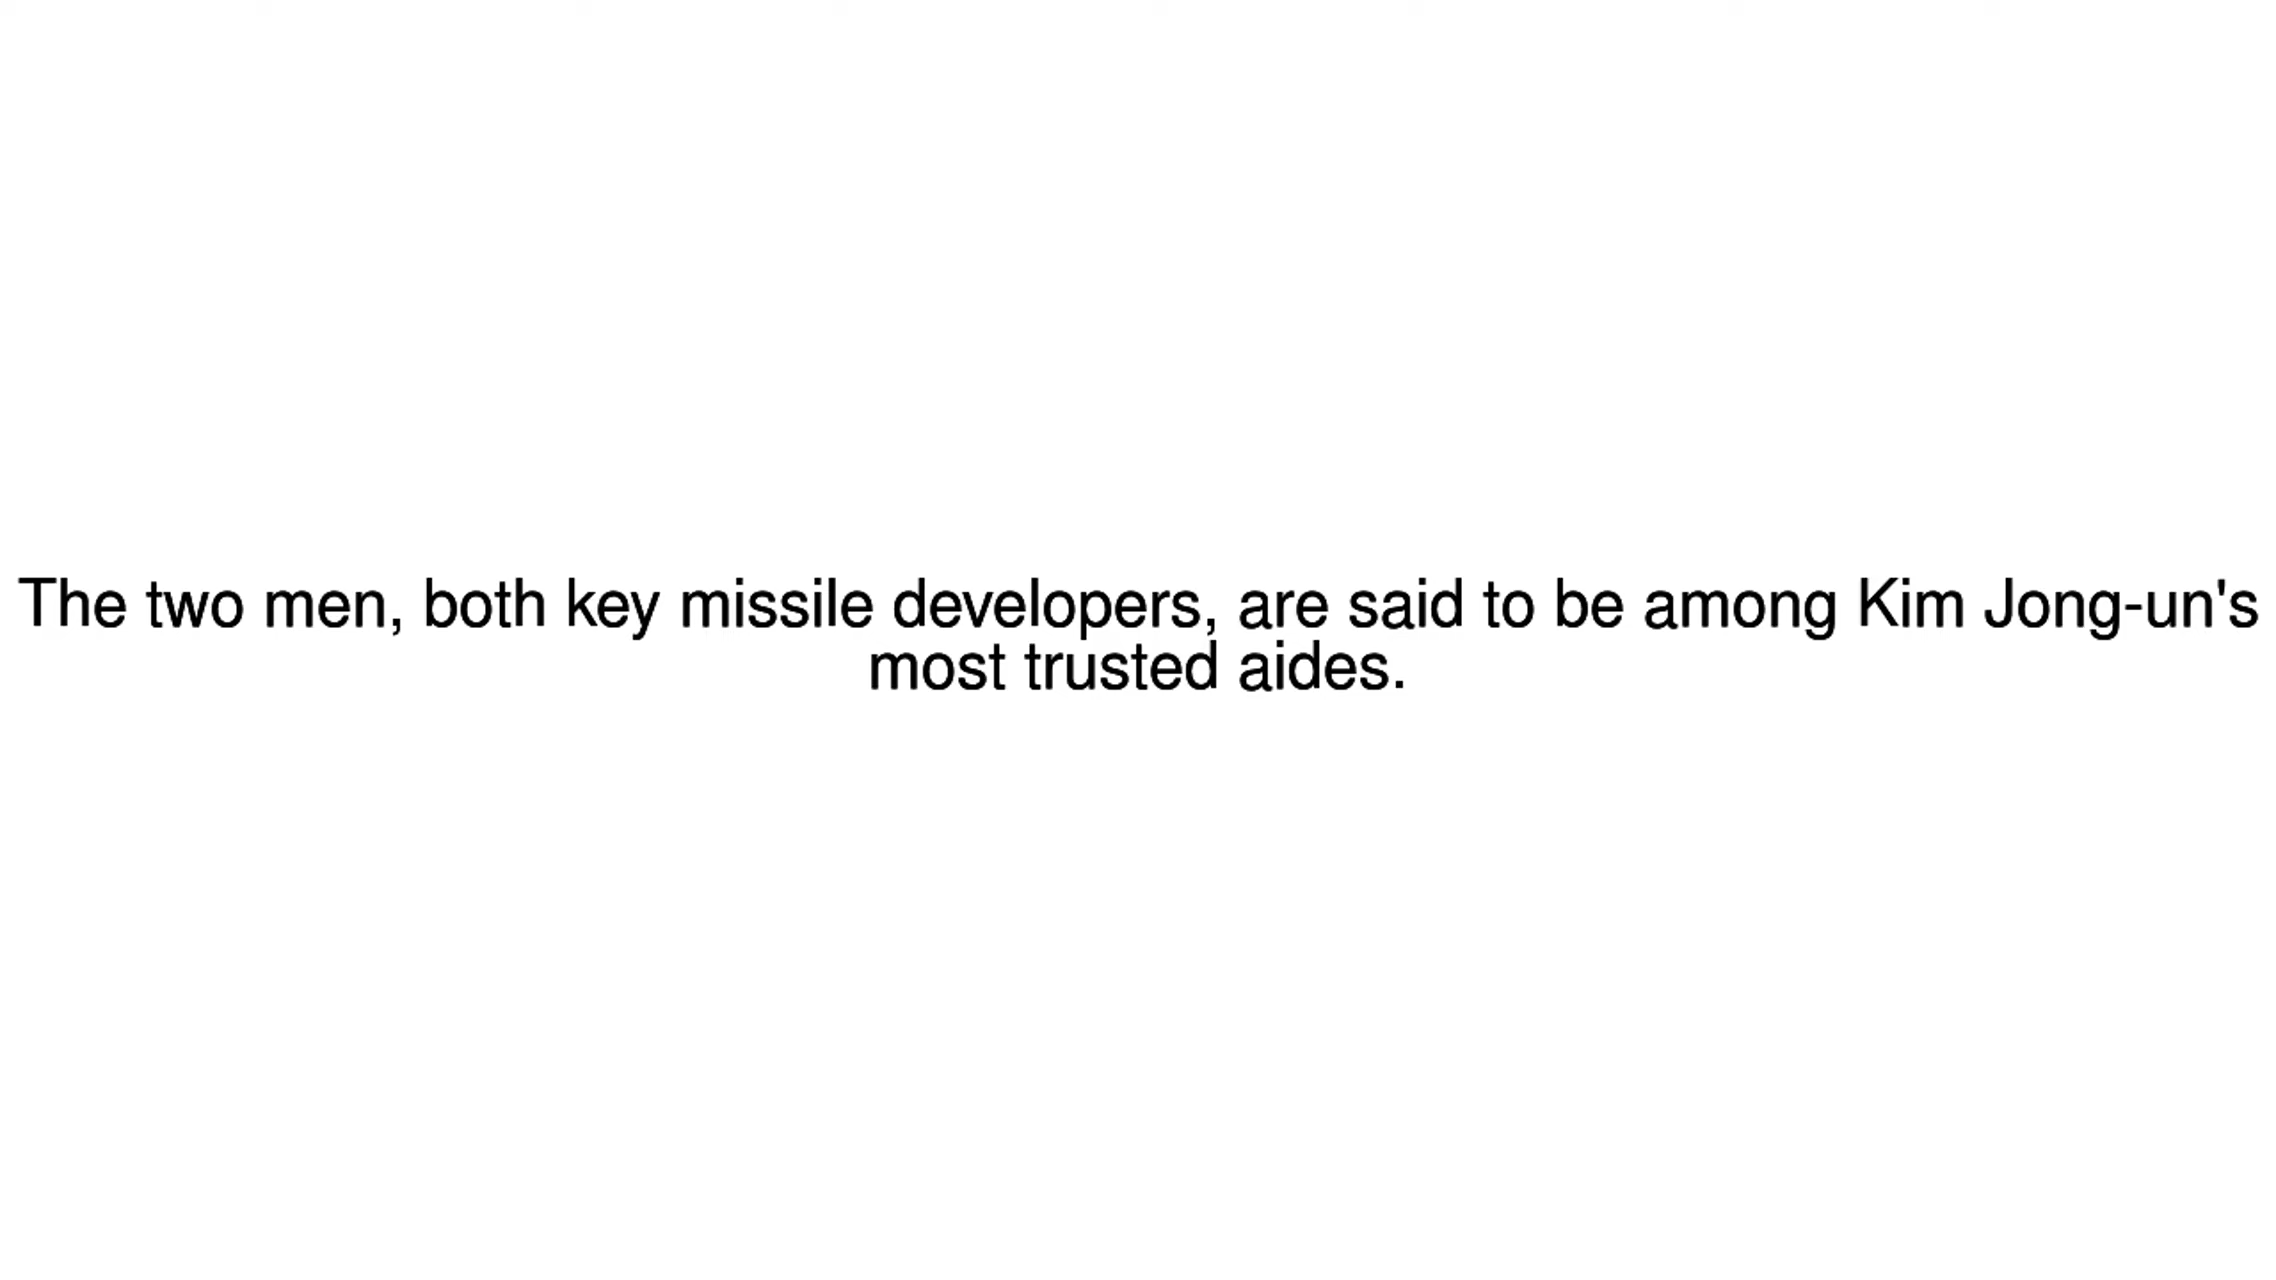 The two men, both key missile developers, are said to be among Kim Jong-un's
most trusted aides.